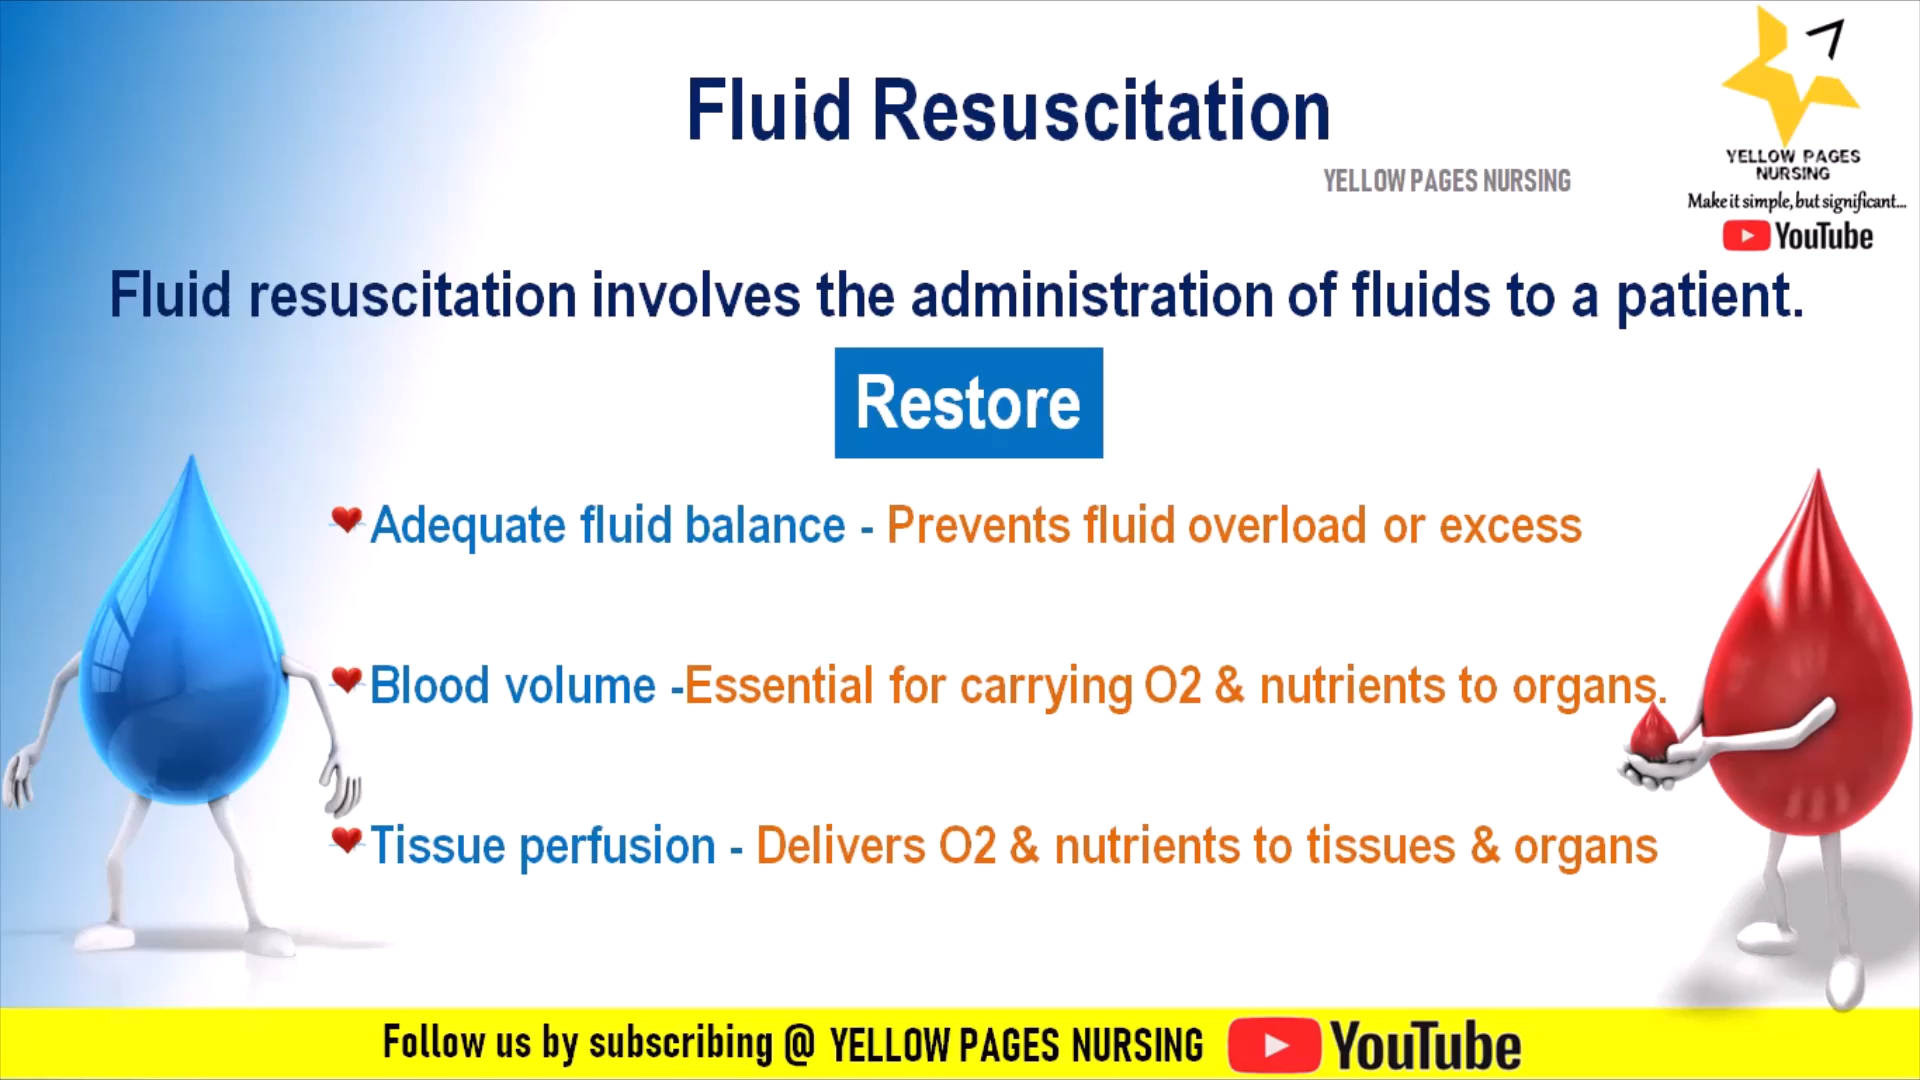 Fluid Resuscitation
YELLOW PAGES NURSING
YELLOW PAGES
NURSING
Make it simple, but significant...
YouTube
Fluid resuscitation involves the administration of fluids to a patient.
Restore
Adequate fluid balance - Prevents fluid overload or excess
Blood volume -Essential for carrying O2 & nutrients to organs.
Tissue perfusion - Delivers O2 & nutrients to tissues & organs
Follow us by subscribing @ YELLOW PAGES NURSING YouTube